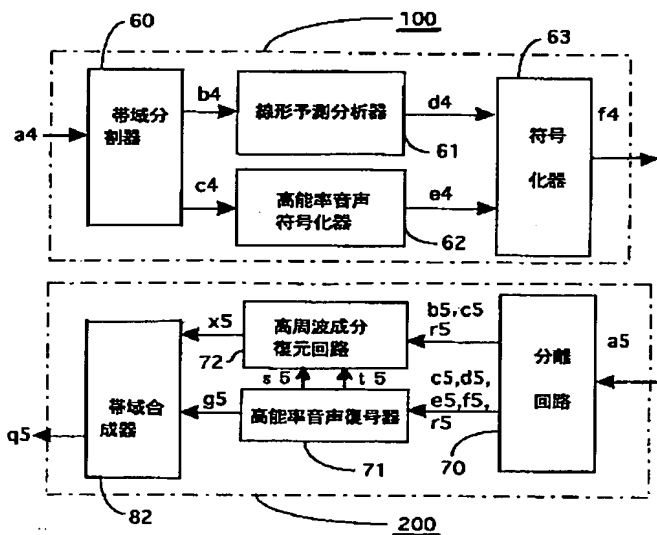 60
100
63
帯域分
割器
b4
線形予測分析器
d4
符号
化器
f4
a4
61
c4
高能率音声
符号化器
e4
62
x5
高周波成分
復元回路
b5,c5
r5
分離
回路
a5
72
s5
t5
帯域合
成器
g5
高能率音声復号器
c5,d5,
e5,f5,
r5
q5
71
70
82
200